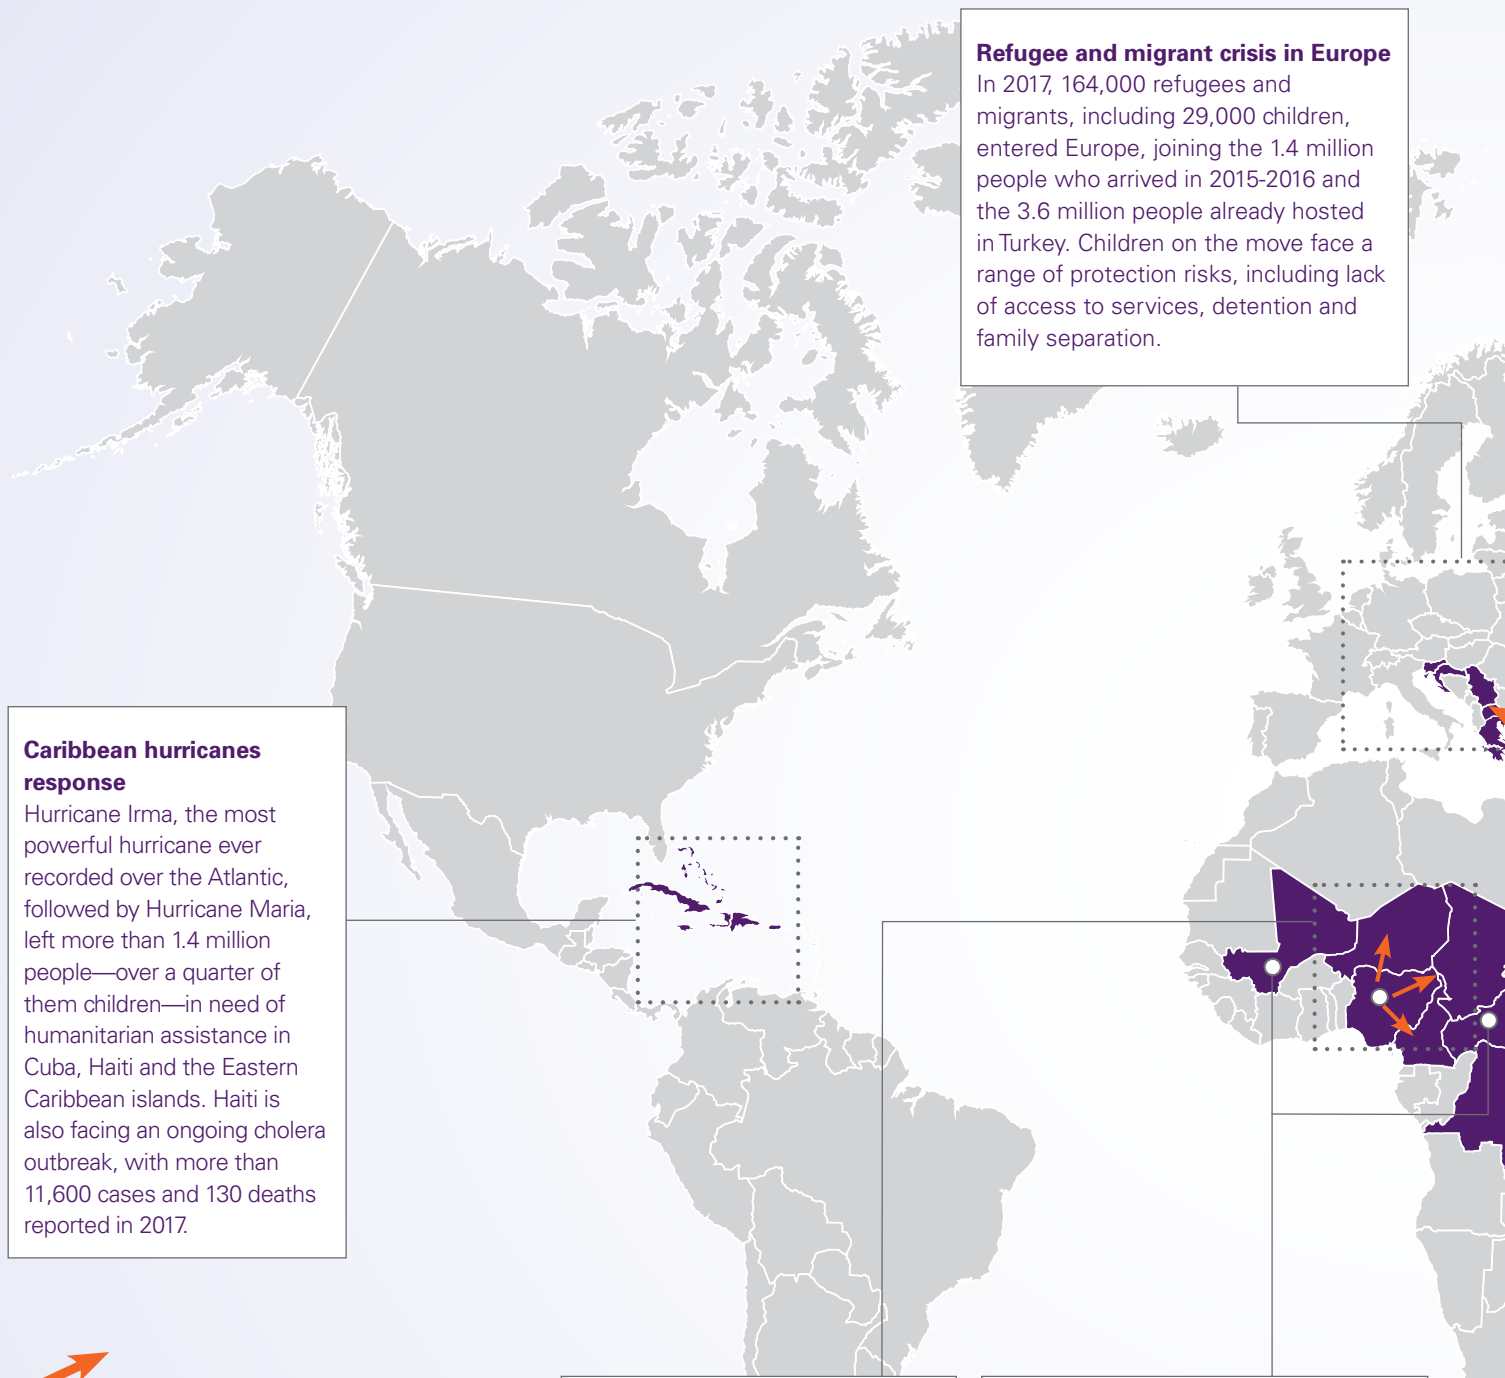 Refugee and migrant crisis in Europe
In 2017, 164,000 refugees and
migrants, including 29,000 children,
entered Europe, joining the 1.4 million
people who arrived in 2015-2016 and
the 3.6 million people already hosted
in Turkey. Children on the move face a
range of protection risks, including lack
of access to services, detention and
family separation.
Caribbean hurricanes
response
Hurricane Irma, the most
powerful hurricane ever
recorded over the Atlantic,
followed by Hurricane Maria,
left more than 1.4 million
people—over a quarter of
them children—in need of
humanitarian assistance in
Cuba, Haiti and the Eastern
Caribbean islands. Haiti is
also facing an ongoing cholera
outbreak, with more than
11,600 cases and 130 deaths
reported in 2017.